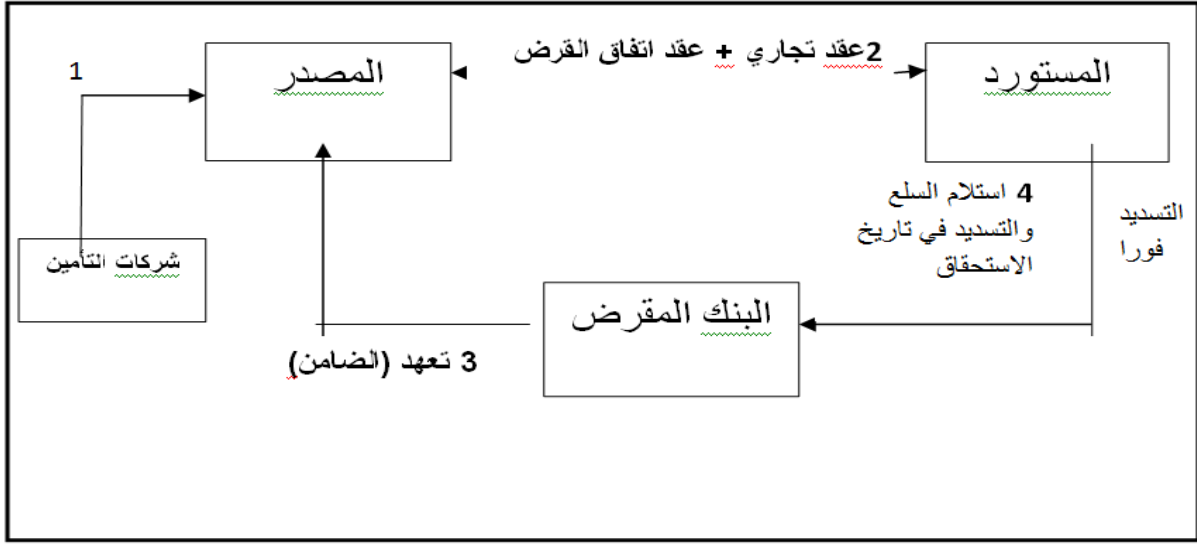 2عقد تجاري + عقد اتفاق القرض
المستورد
المصدر
1
4 استلام السلع
والتسديد في تاريخ
الاستحقاق
التسديد
فورا
شركات التأمين
البنك المقرض
3 تعهد (الضامن)